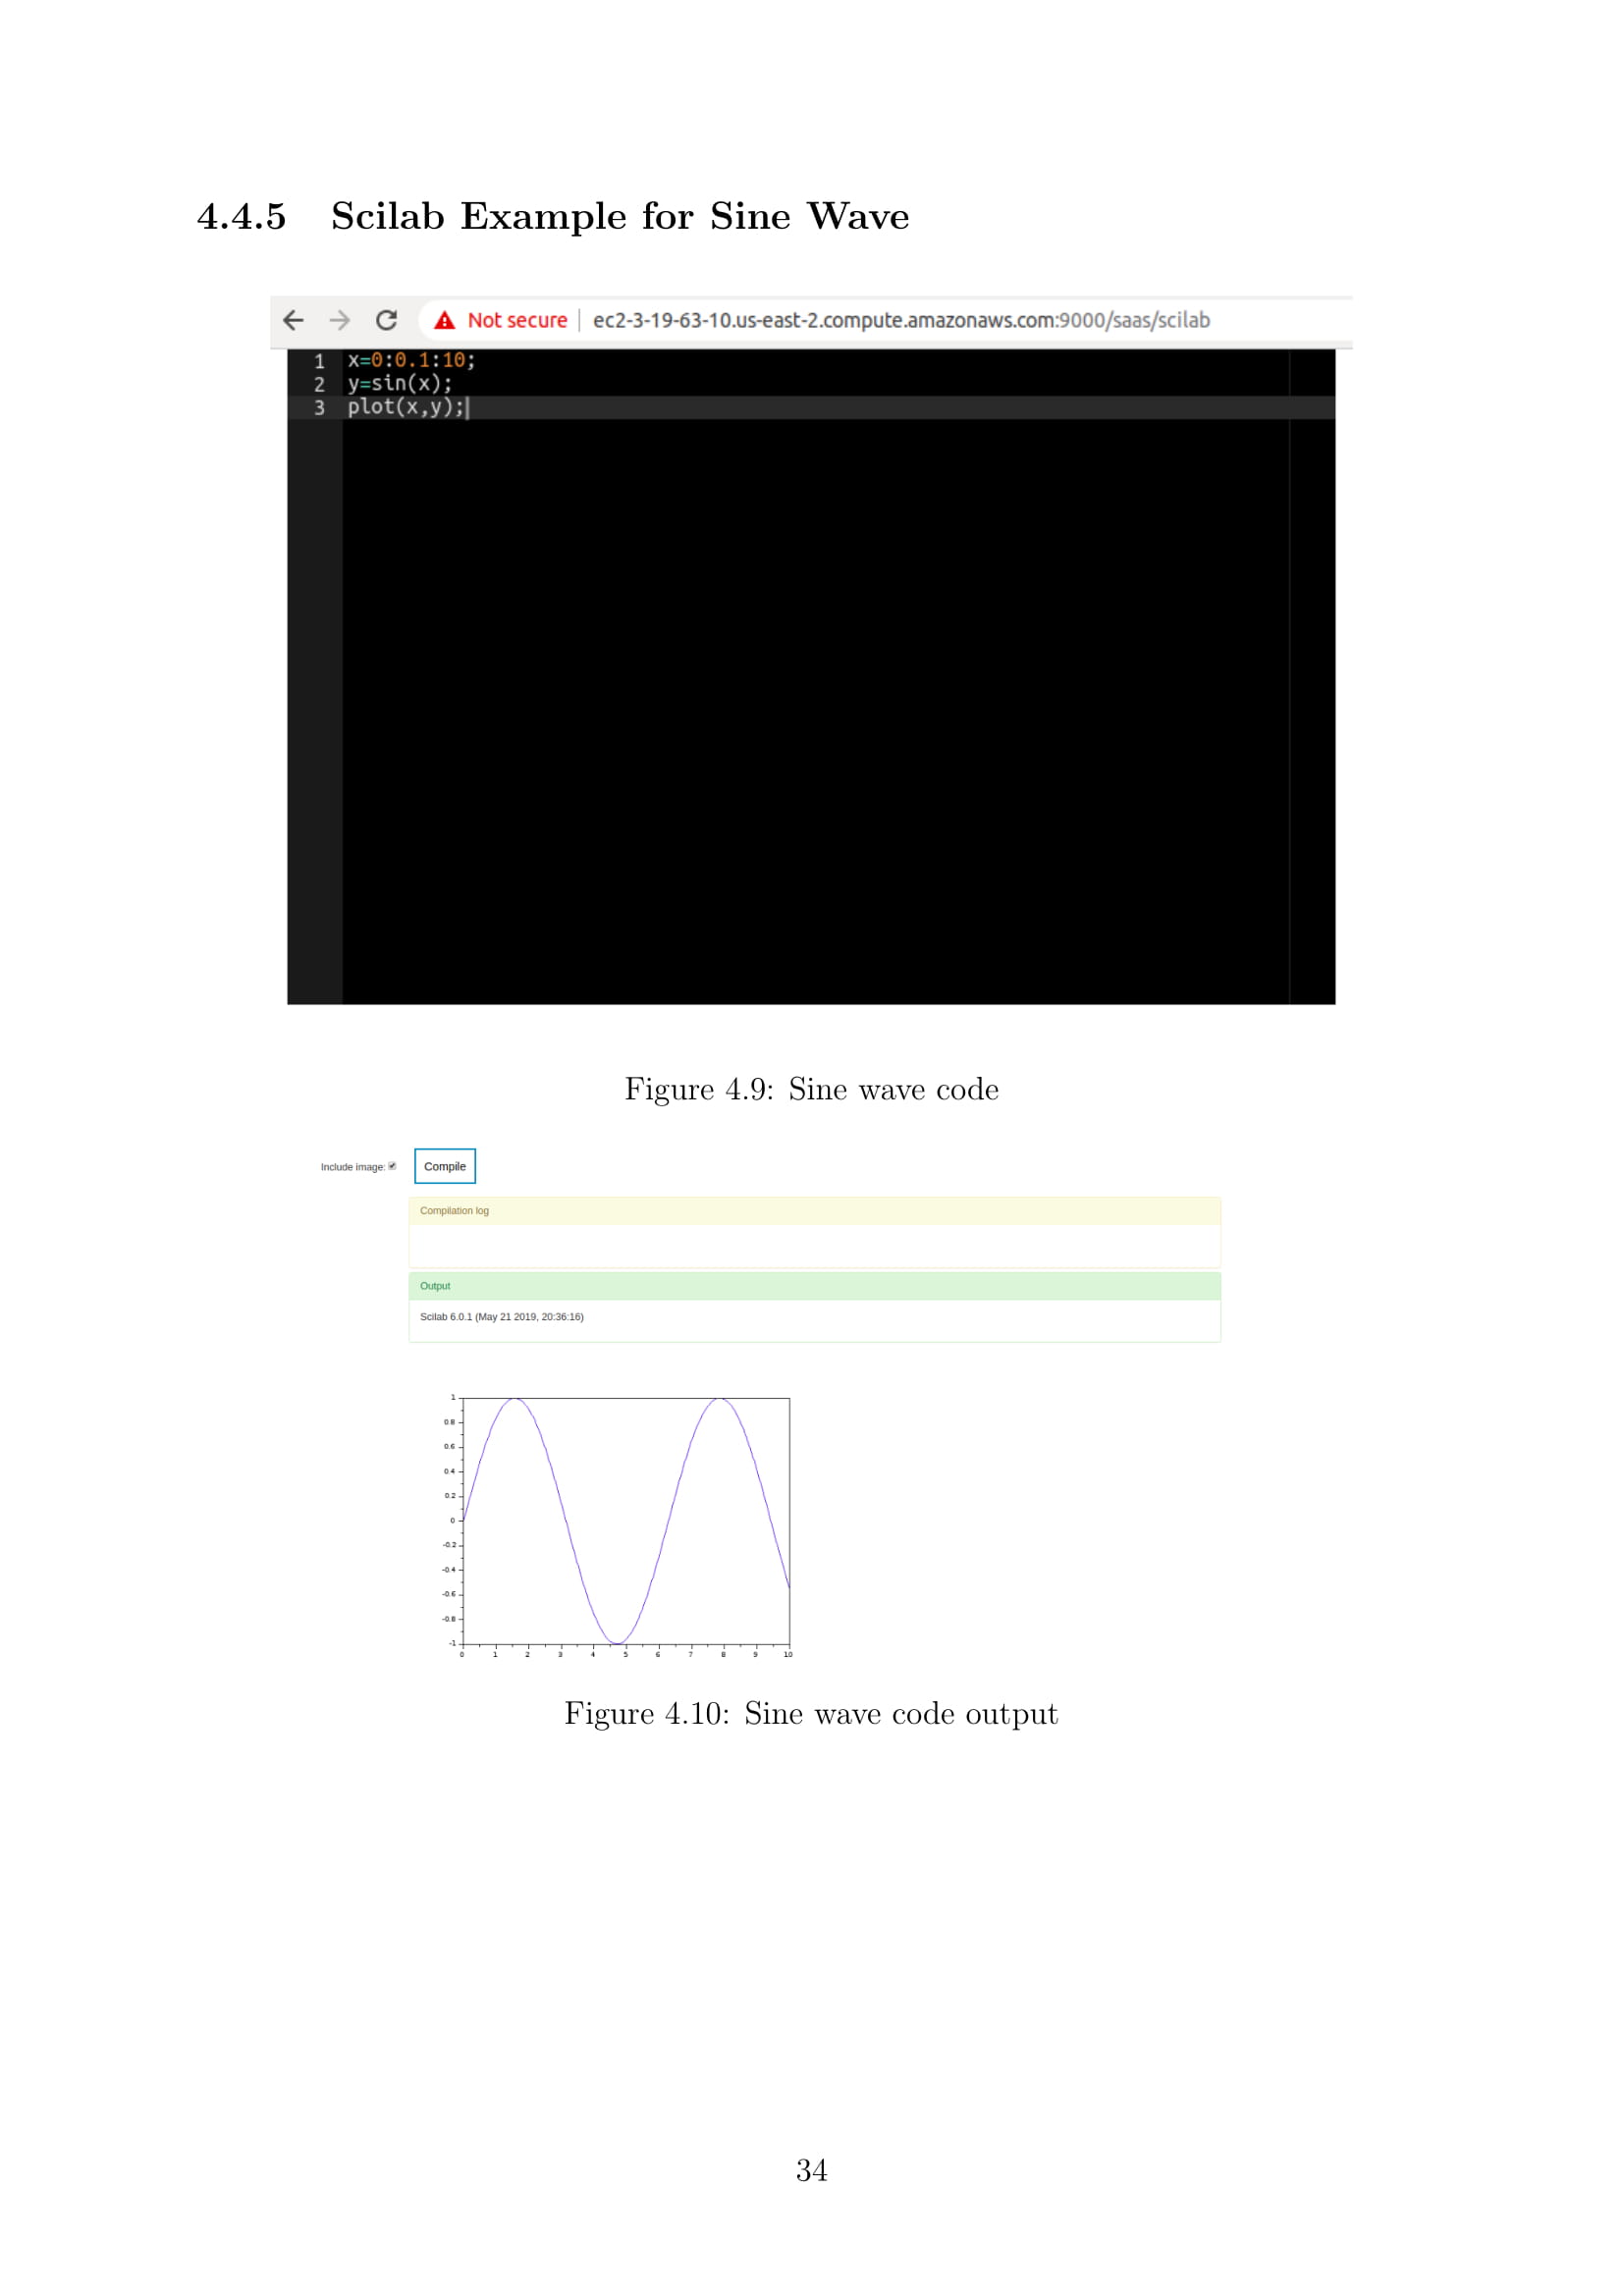 4.4.5 Scilab Example for Sine Wave
Not secure | ec2-3-19-63-10.us-east-2.compute.amazonaws.com:9000/saas/scilab
1 x=0:0.1:10;
2 y=sin(x);
3 plot(x,y);
Figure 4.9: Sine wave code
Include image: Compile
Compilation log
Output
Scilab 6.0.1 (May 21 2019, 20:36:16)
1
0.8
0.6
0.4
0.2
0
-0.2
-0.4
-0.6
-0.8
-1
0 1 2 3 4 5 6 7 8 9 10
Figure 4.10: Sine wave code output
34